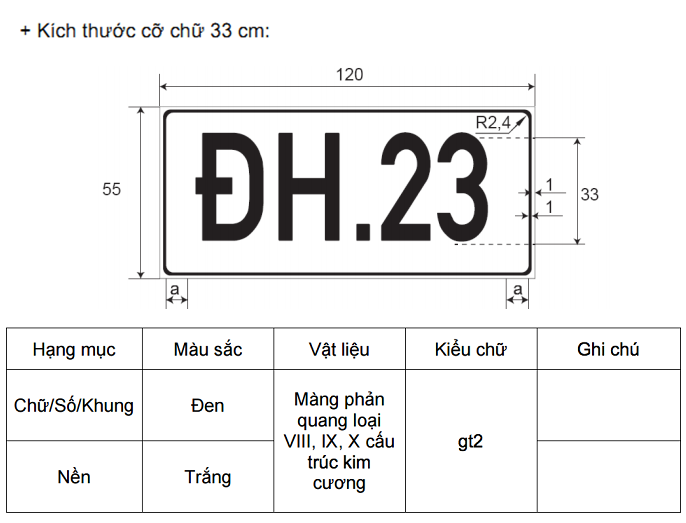 + Kích thước cỡ chữ 33 cm:
120
R2,4
ĐH.23
55
1
1
33
a
a
Hạng mục
Màu sắc
Vật liệu
Kiểu chữ
Ghi chú
Chữ/Số/Khung
Đen
Màng phản
quang loại
VIII, IX, X cấu
trúc kim
cương
gt2
Nền
Trắng